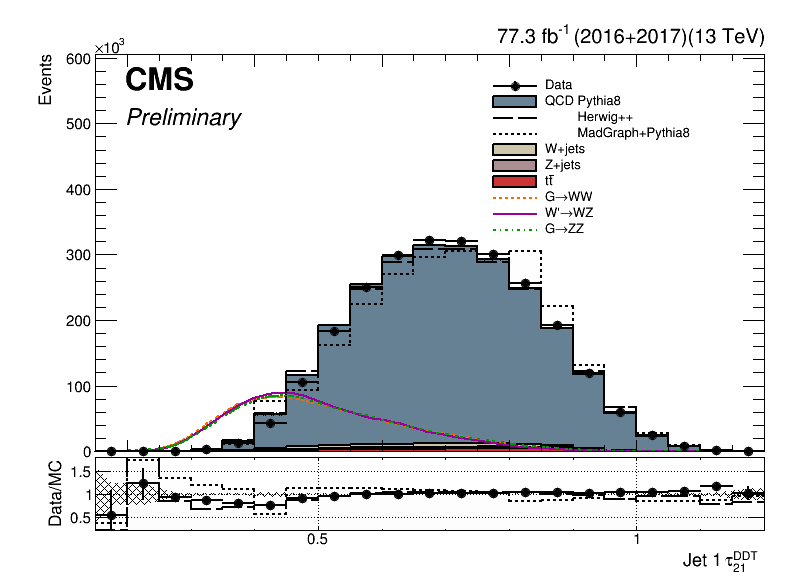 77.3 fb⁻¹ (2016+2017)(13 TeV)
×10³
Events
600
500
400
300
200
100
0
CMS
Preliminary
Data
QCD Pythia8
Herwig++
MadGraph+Pythia8
W+jets
Z+jets
tt̄
G→WW
W'→WZ
G→ZZ
Data/MC
1.5
1
0.5
0.5
1
Jet 1 τ₂₁ᴰᴰᵀ